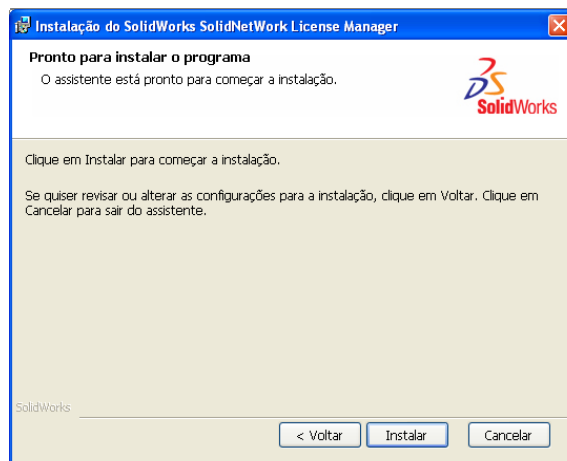 Instalação do SolidWorks SolidNetWork License Manager
Pronto para instalar o programa
O assistente está pronto para começar a instalação.
SolidWorks
Clique em Instalar para começar a instalação.
Se quiser revisar ou alterar as configurações para a instalação, clique em Voltar. Clique em
Cancelar para sair do assistente.
SolidWorks
< Voltar
Instalar
Cancelar